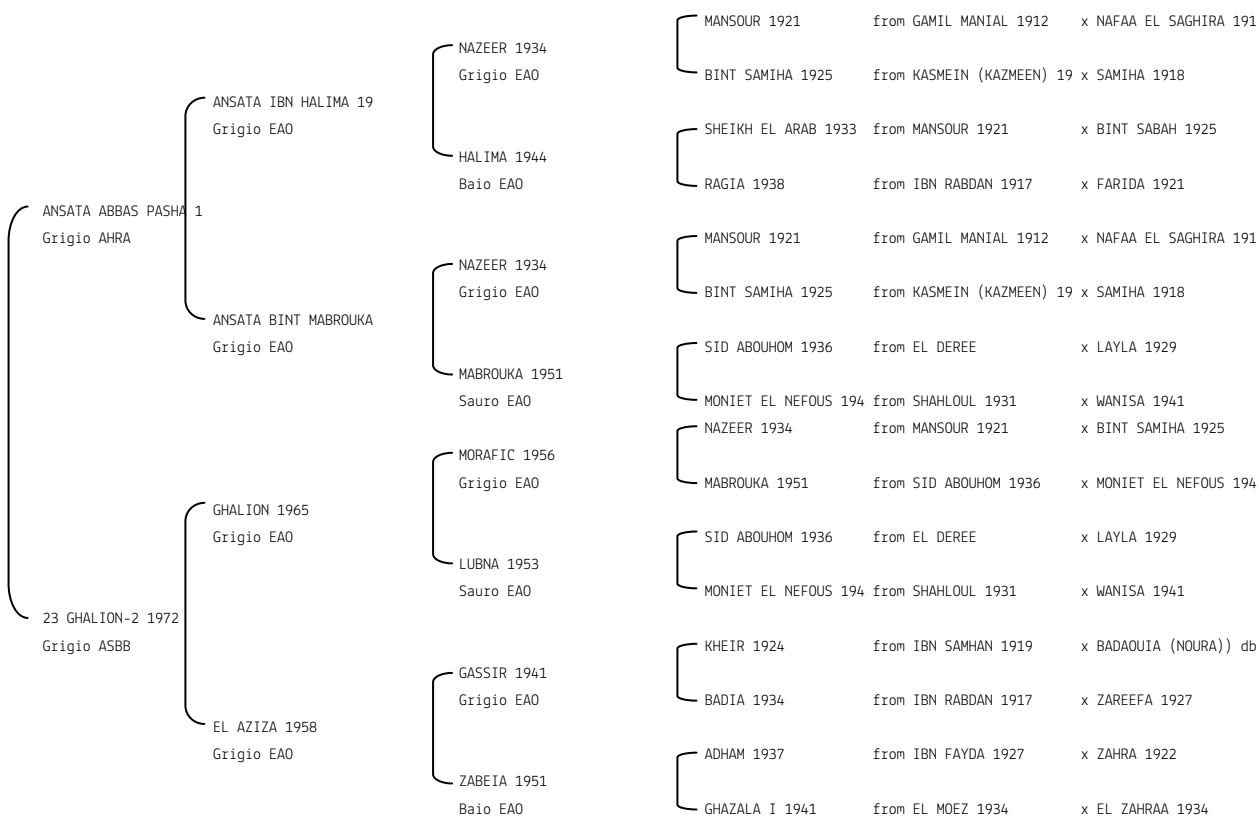 MANSOUR 1921 from GAMIL MANIAL 1912 x NAFAA EL SAGHIRA 191
NAZEER 1934
Grigio EAO BINT SAMIHA 1925 from KASMEIN (KAZMEEN) 19 x SAMIHA 1918
ANSATA IBN HALIMA 19
Grigio EAO SHEIKH EL ARAB 1933 from MANSOUR 1921 x BINT SABAH 1925
HALIMA 1944
Baio EAO RAGIA 1938 from IBN RABDAN 1917 x FARIDA 1921
ANSATA ABBAS PASHA 1
Grigio AHRA MANSOUR 1921 from GAMIL MANIAL 1912 x NAFAA EL SAGHIRA 191
NAZEER 1934
Grigio EAO BINT SAMIHA 1925 from KASMEIN (KAZMEEN) 19 x SAMIHA 1918
ANSATA BINT MABROUKA
Grigio EAO SID ABOUHOM 1936 from EL DEREE x LAYLA 1929
MABROUKA 1951
Sauro EAO MONIET EL NEFOUS 194 from SHAHLOUL 1931 x WANISA 1941
NAZEER 1934 from MANSOUR 1921 x BINT SAMIHA 1925
MORAFIC 1956
Grigio EAO MABROUKA 1951 from SID ABOUHOM 1936 x MONIET EL NEFOUS 194
GHALION 1965
Grigio EAO SID ABOUHOM 1936 from EL DEREE x LAYLA 1929
LUBNA 1953
Sauro EAO MONIET EL NEFOUS 194 from SHAHLOUL 1931 x WANISA 1941
23 GHALION-2 1972
Grigio ASBB KHEIR 1924 from IBN SAMHAN 1919 x BADAOUIA (NOURA)) db
GASSIR 1941
Grigio EAO BADIA 1934 from IBN RABDAN 1917 x ZAREEFA 1927
EL AZIZA 1958
Grigio EAO ADHAM 1937 from IBN FAYDA 1927 x ZAHRA 1922
ZABEIA 1951
Baio EAO GHAZALA I 1941 from EL MOEZ 1934 x EL ZAHRAA 1934